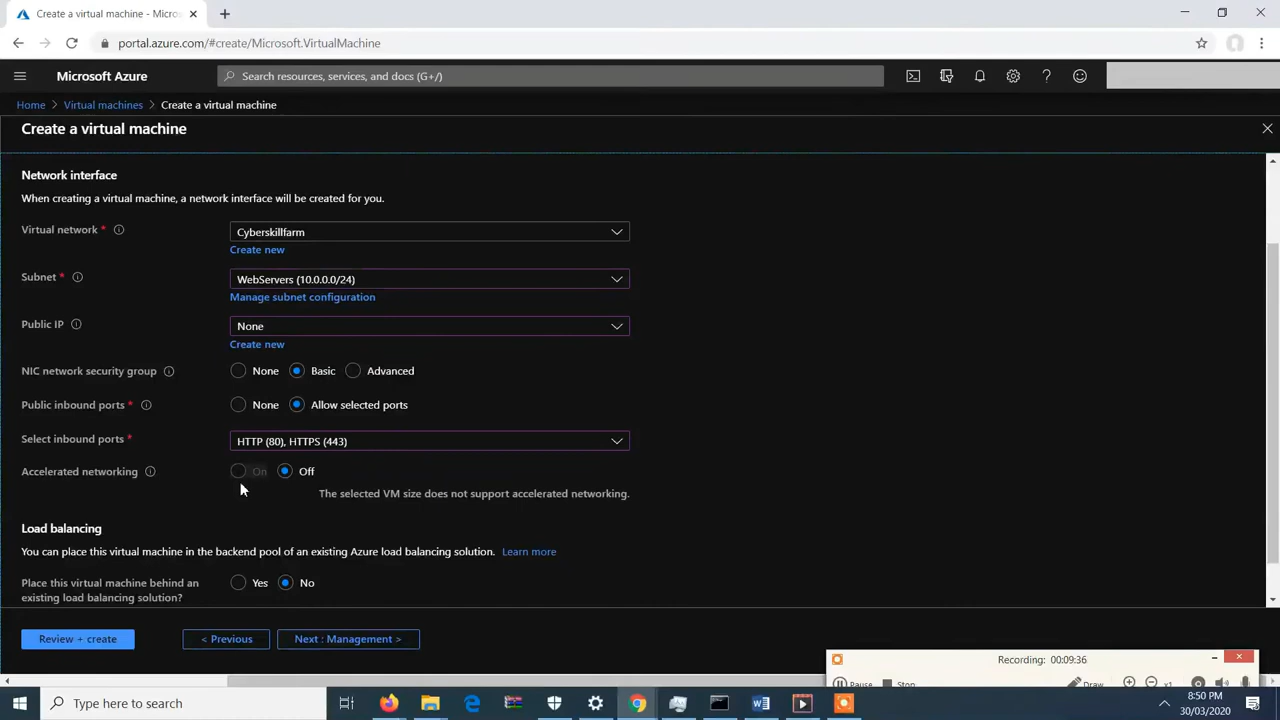 Create a virtual machine - Micros
portal.azure.com/#create/Microsoft.VirtualMachine
Microsoft Azure
Search resources, services, and docs (G+/)
Home > Virtual machines > Create a virtual machine
Create a virtual machine
Network interface
When creating a virtual machine, a network interface will be created for you.
Virtual network *
Cyberskillfarm
Create new
Subnet *
WebServers (10.0.0.0/24)
Manage subnet configuration
Public IP
None
Create new
NIC network security group
None Basic Advanced
Public inbound ports *
None Allow selected ports
Select inbound ports *
HTTP (80), HTTPS (443)
Accelerated networking
On Off
The selected VM size does not support accelerated networking.
Load balancing
You can place this virtual machine in the backend pool of an existing Azure load balancing solution. Learn more
Place this virtual machine behind an
existing load balancing solution?
Yes No
Review + create
< Previous
Next : Management >
Recording: 00:09:36
Pause Stop Draw x1
Type here to search
8:50 PM
30/03/2020